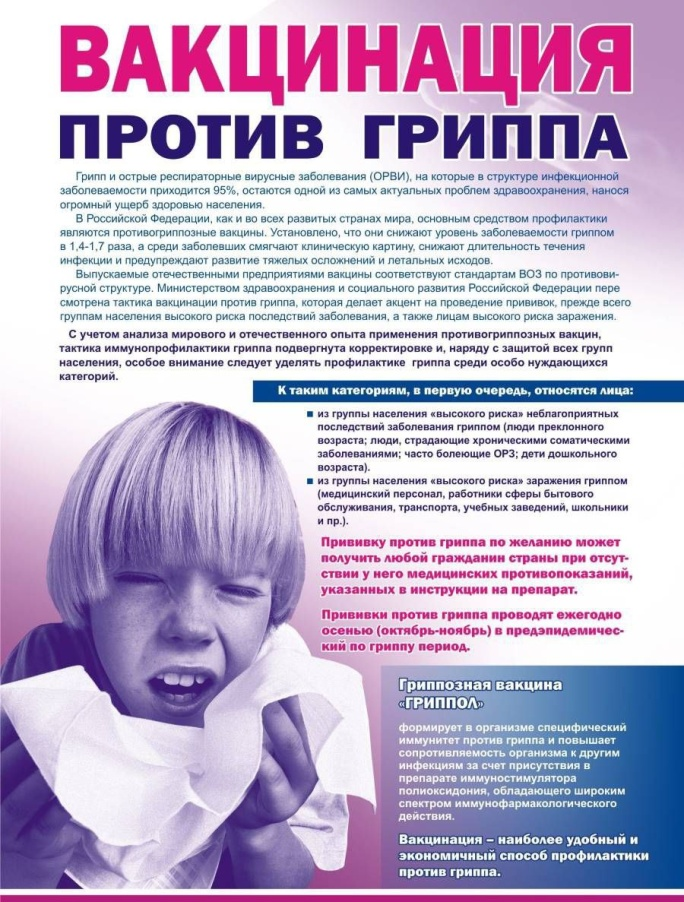 ВАКЦИНАЦИЯ
ПРОТИВ ГРИППА
Грипп и острые респираторные вирусные заболевания (ОРВИ), на которые в структуре инфекционной
заболеваемости приходится 95%, остаются одной из самых актуальных проблем здравоохранения, нанося
огромный ущерб здоровью населения.
В Российской Федерации, как и во всех развитых странах мира, основным средством профилактики
являются противогриппозные вакцины. Установлено, что они снижают уровень заболеваемости гриппом
в 1,4-1,7 раза, а среди заболевших смягчают клиническую картину, снижают длительность течения
инфекции и предупреждают развитие тяжелых осложнений и летальных исходов.
Выпускаемые отечественными предприятиями вакцины соответствуют стандартам ВОЗ по противови-
русной структуре. Министерством здравоохранения и социального развития Российской Федерации пере
смотрена тактика вакцинации против гриппа, которая делает акцент на проведение прививок, прежде всего
группам населения высокого риска последствий заболевания, а также лицам высокого риска заражения.
С учетом анализа мирового и отечественного опыта применения противогриппозных вакцин,
тактика иммунопрофилактики гриппа подвергнута корректировке и, наряду с защитой всех групп
населения, особое внимание следует уделять профилактике гриппа среди особо нуждающихся
категорий.
К таким категориям, в первую очередь, относятся лица:
из группы населения «высокого риска» неблагоприятных
последствий заболевания гриппом (люди преклонного
возраста; люди, страдающие хроническими соматическими
заболеваниями; часто болеющие ОРЗ; дети дошкольного
возраста).
из группы населения «высокого риска» заражения гриппом
(медицинский персонал, работники сферы бытового
обслуживания, транспорта, учебных заведений, школьники
и пр.).
Прививку против гриппа по желанию может
получить любой гражданин страны при отсут-
ствии у него медицинских противопоказаний,
указанных в инструкции на препарат.
Прививки против гриппа проводят ежегодно
осенью (октябрь-ноябрь) в предэпидемичес-
кий по гриппу период.
Гриппозная вакцина
«ГРИППОЛ»
формирует в организме специфический
иммунитет против гриппа и повышает
сопротивляемость организма к другим
инфекциям за счет присутствия в
препарате иммуностимулятора
полиоксидония, обладающего широким
спектром иммунофармакологического
действия.
Вакцинация – наиболее удобный и
экономичный способ профилактики
против гриппа.